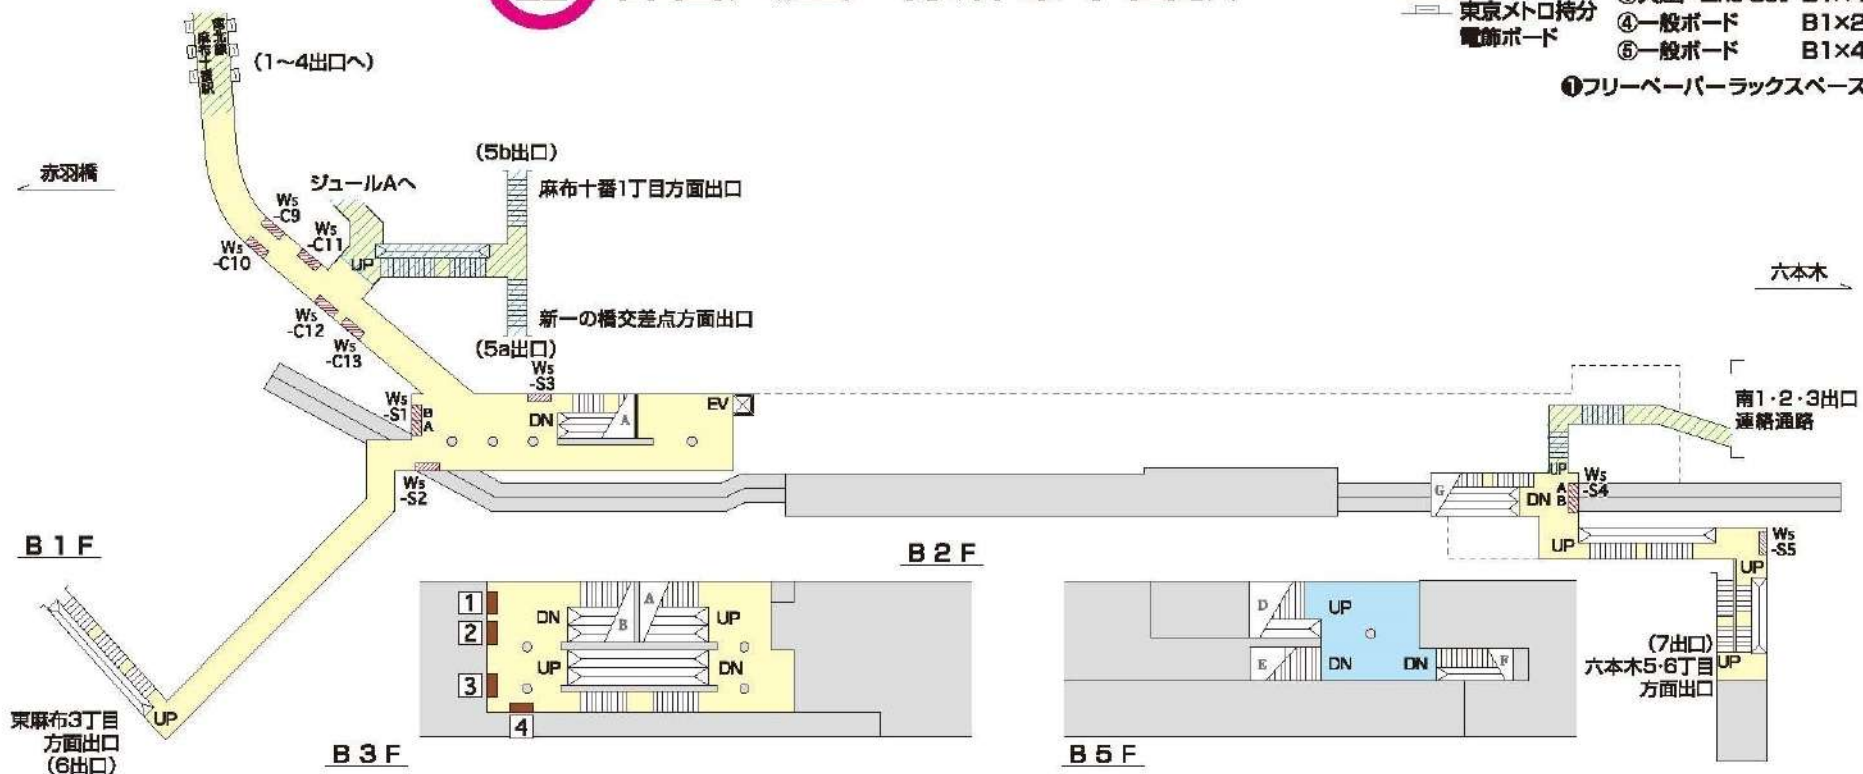 東京メトロ持分
電飾ボード
④一般ボード B1×2
⑤一般ボード B1×4
❶フリーペーパーラックスペース
南北線
麻布十番駅
(1~4出口へ)
赤羽橋
六本木
ジュールAへ
(5b出口)
麻布十番1丁目方面出口
Ws
-C9
Ws
-C11
Ws
-C10
UP
Ws
-C12
Ws
-C13
新一の橋交差点方面出口
(5a出口)
Ws
-S3
Ws
-S1
B
A
DN
A
EV
Ws
-S2
南1・2・3出口
連絡通路
UP
Ws
-S4
G
DN
A
B
UP
Ws
-S5
UP
B1F
B2F
1
2
3
4
DN
A
B
UP
UP
DN
D
UP
E
DN
DN
F
(7出口)
六本木5・6丁目
方面出口
UP
東麻布3丁目
方面出口
(6出口)
UP
B3F
B5F